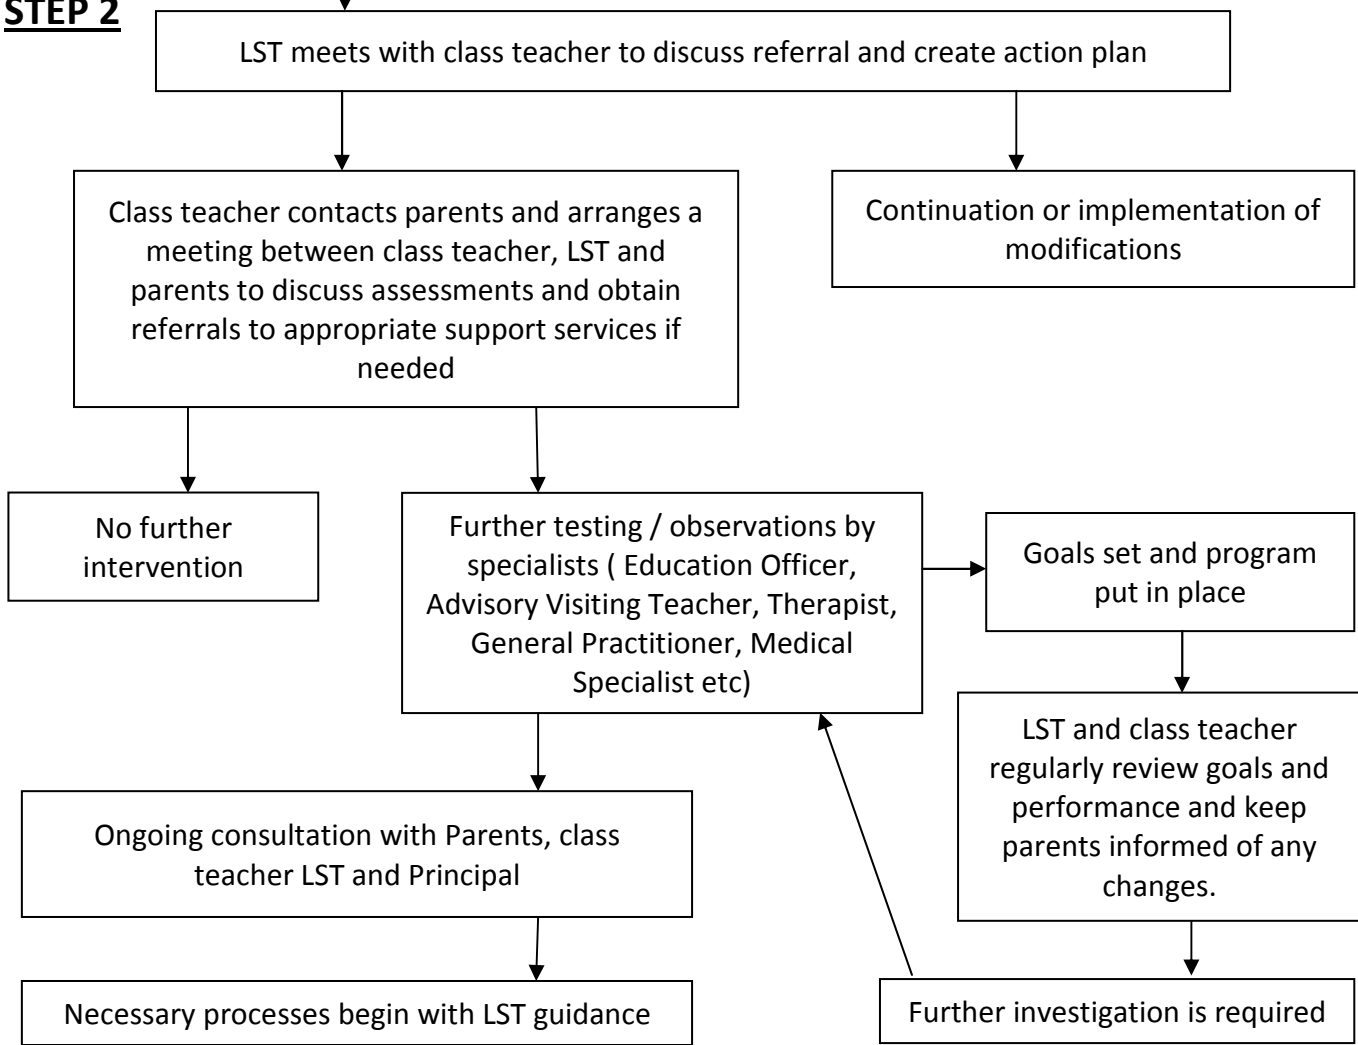 STEP 2
LST meets with class teacher to discuss referral and create action plan
Class teacher contacts parents and arranges a
meeting between class teacher, LST and
parents to discuss assessments and obtain
referrals to appropriate support services if
needed
Continuation or implementation of
modifications
No further
intervention
Further testing / observations by
specialists ( Education Officer,
Advisory Visiting Teacher, Therapist,
General Practitioner, Medical
Specialist etc)
Goals set and program
put in place
LST and class teacher
regularly review goals and
performance and keep
parents informed of any
changes.
Ongoing consultation with Parents, class
teacher LST and Principal
Necessary processes begin with LST guidance
Further investigation is required